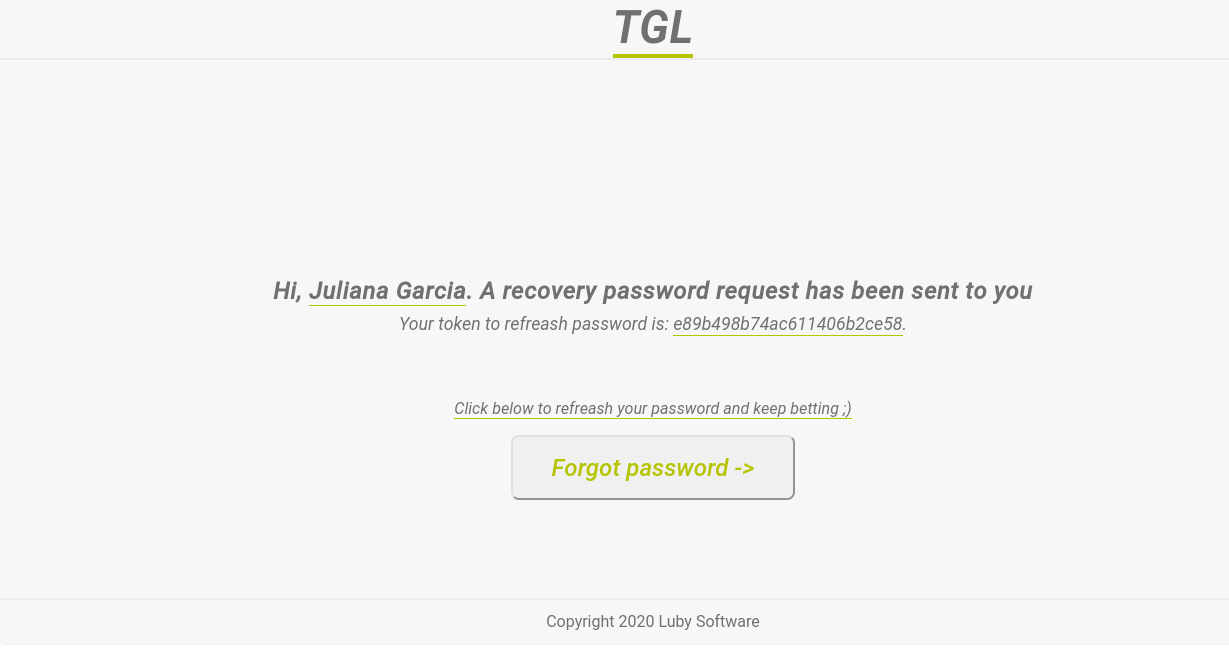 TGL
Hi, Juliana Garcia. A recovery password request has been sent to you
Your token to refreash password is: e89b498b74ac611406b2ce58.
Click below to refreash your password and keep betting ;)
Forgot password ->
Copyright 2020 Luby Software